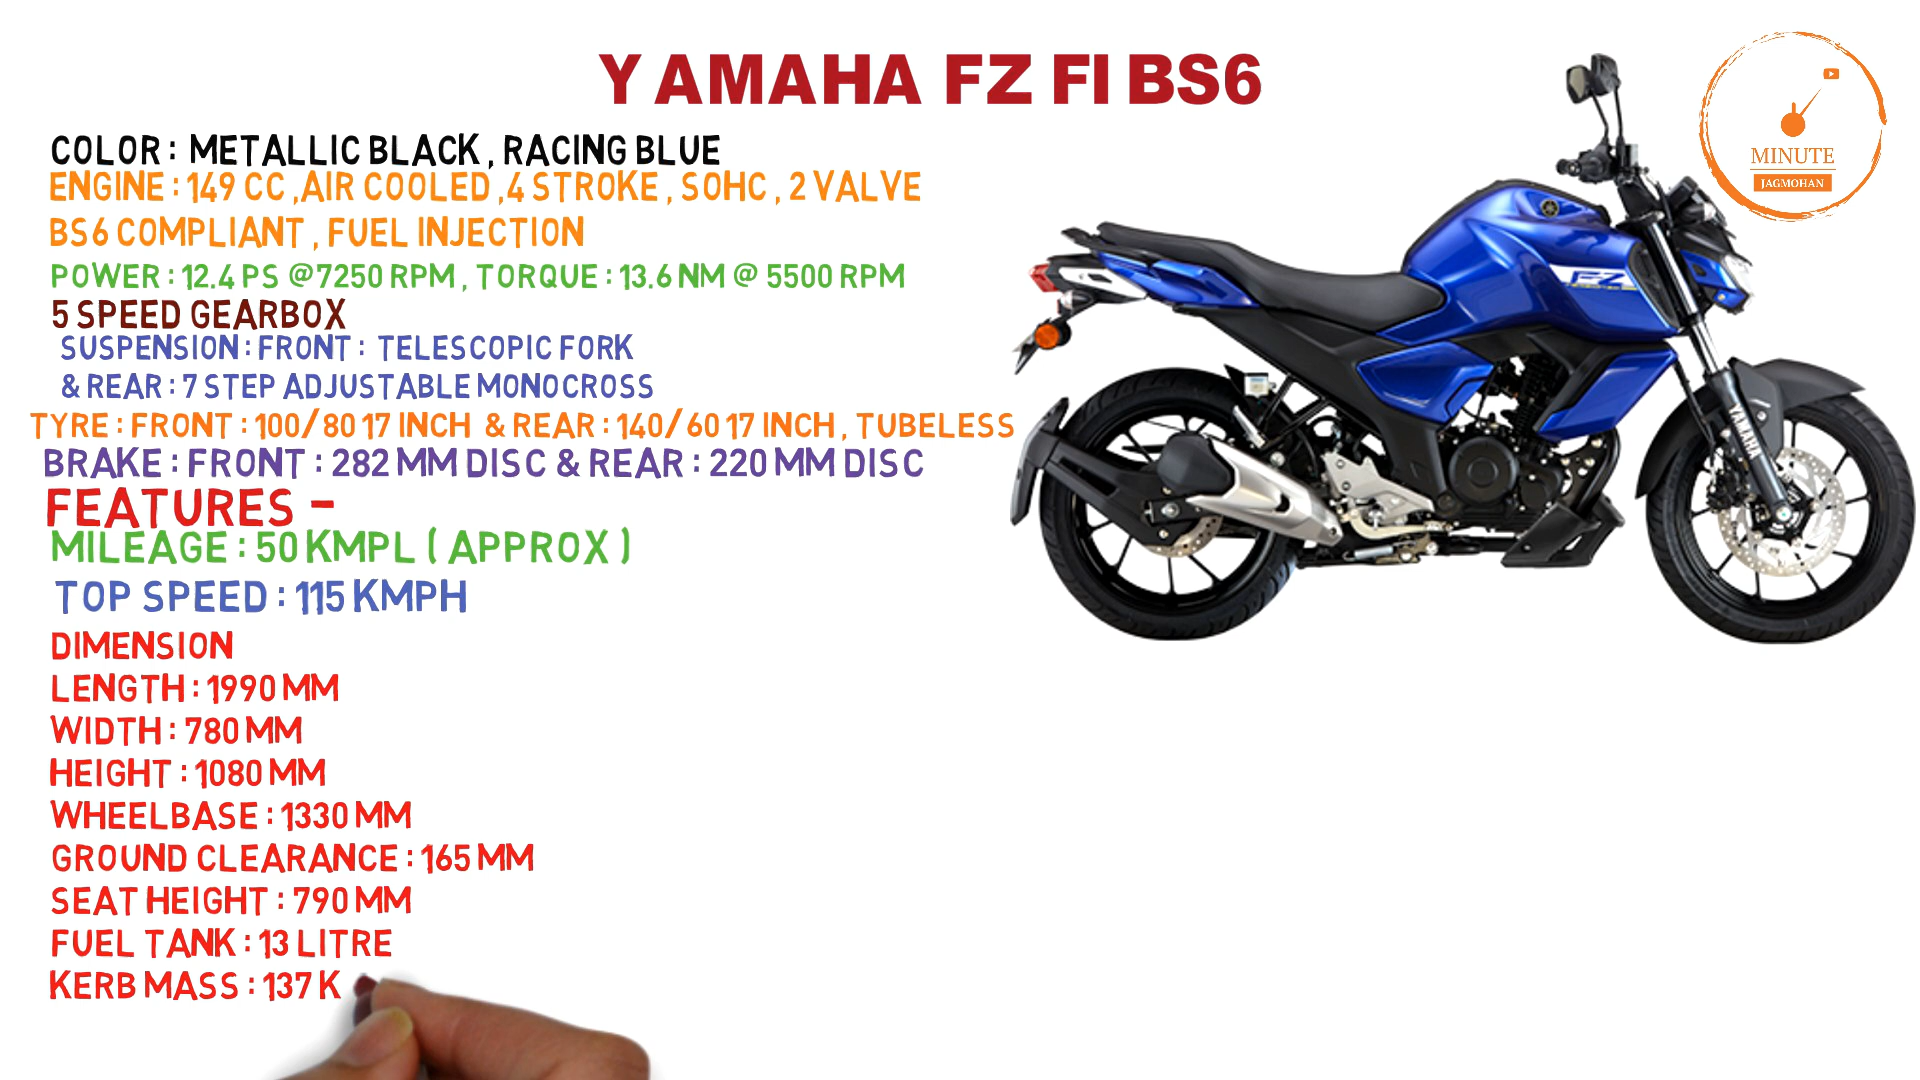 YAMAHA FZ FI BS6
COLOR : METALLIC BLACK , RACING BLUE
ENGINE : 149 CC ,AIR COOLED ,4 STROKE , SOHC , 2 VALVE
BS6 COMPLIANT , FUEL INJECTION
POWER : 12.4 PS @7250 RPM , TORQUE : 13.6 NM @ 5500 RPM
5 SPEED GEARBOX
SUSPENSION : FRONT : TELESCOPIC FORK
& REAR : 7 STEP ADJUSTABLE MONOCROSS
TYRE : FRONT : 100/80 17 INCH & REAR : 140/60 17 INCH , TUBELESS
BRAKE : FRONT : 282 MM DISC & REAR : 220 MM DISC
FEATURES -
MILEAGE : 50 KMPL ( APPROX )
TOP SPEED : 115 KMPH
DIMENSION
LENGTH : 1990 MM
WIDTH : 780 MM
HEIGHT : 1080 MM
WHEELBASE : 1330 MM
GROUND CLEARANCE : 165 MM
SEAT HEIGHT : 790 MM
FUEL TANK : 13 LITRE
KERB MASS : 137 K
MINUTE
JAGMOHAN
FZ
YAMAHA